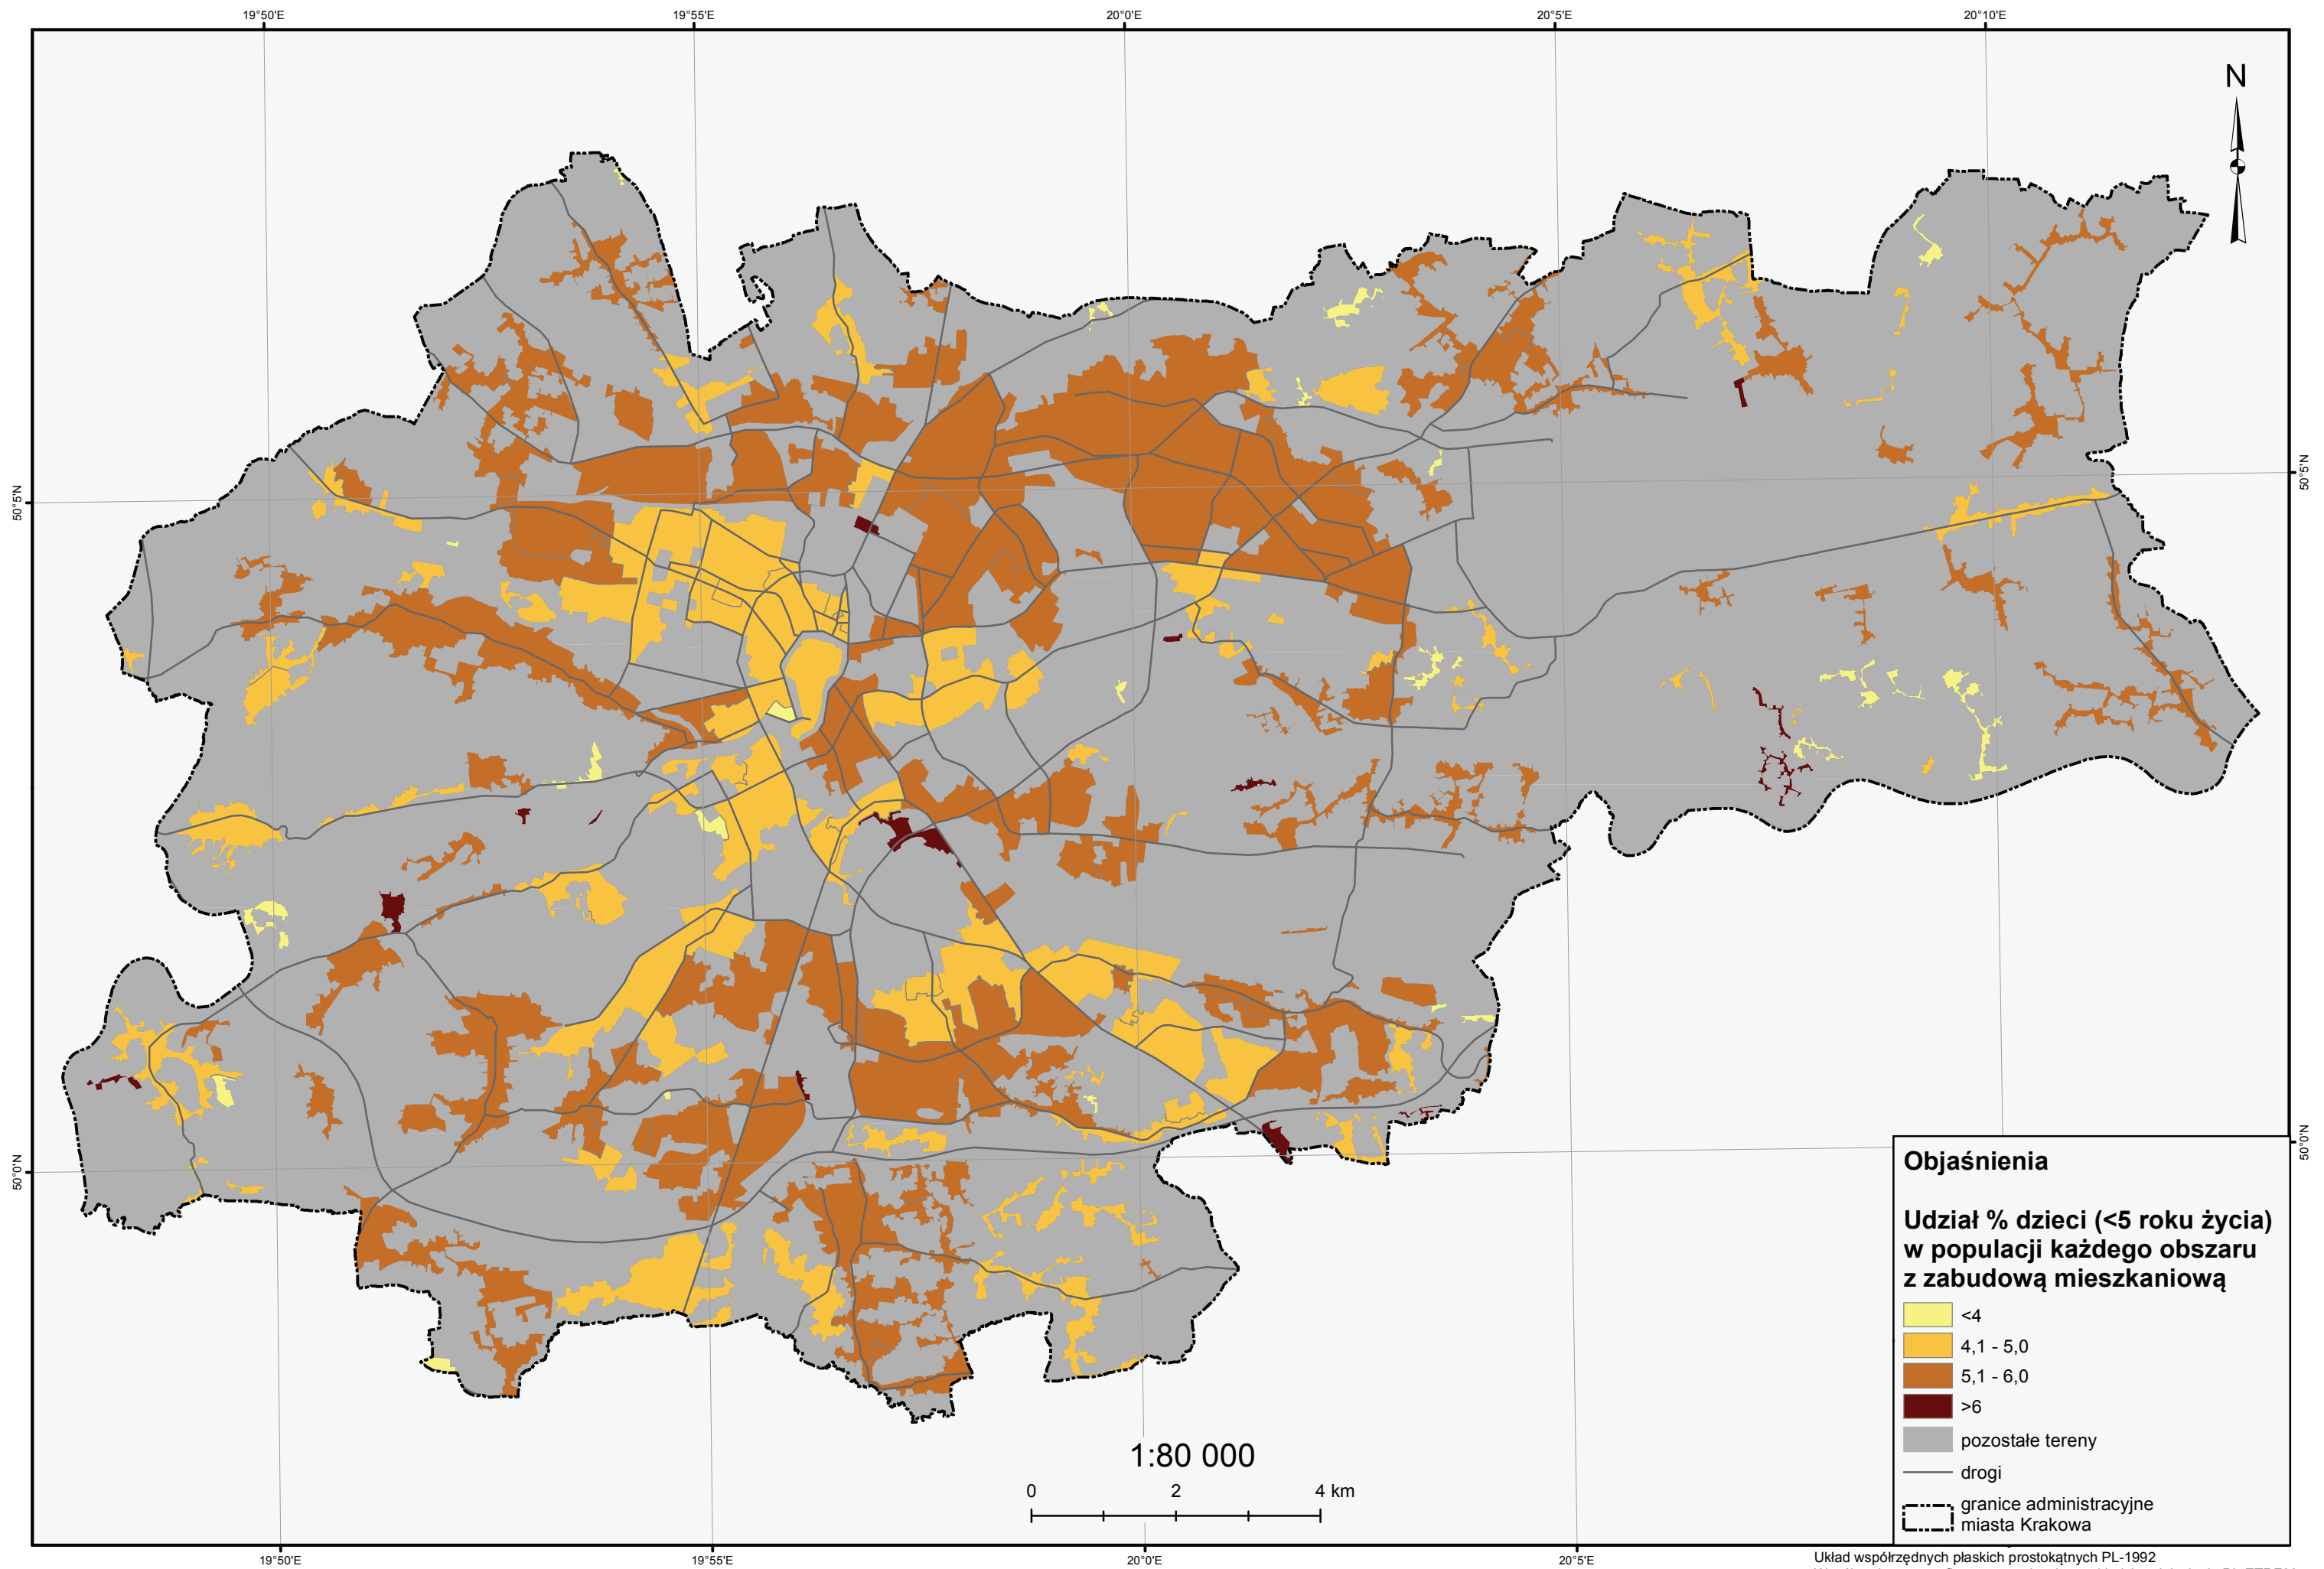 19°50'E 19°55'E 20°0'E 20°5'E 20°10'E
N
50°5'N 50°5'N
50°0'N 50°0'N
Objaśnienia
Udział % dzieci (<5 roku życia)
w populacji każdego obszaru
z zabudową mieszkaniową
<4
4,1 - 5,0
5,1 - 6,0
>6
pozostałe tereny
drogi
granice administracyjne
miasta Krakowa
1:80 000
0 2 4 km
19°50'E 19°55'E 20°0'E 20°5'E
Układ współrzędnych płaskich prostokątnych PL-1992